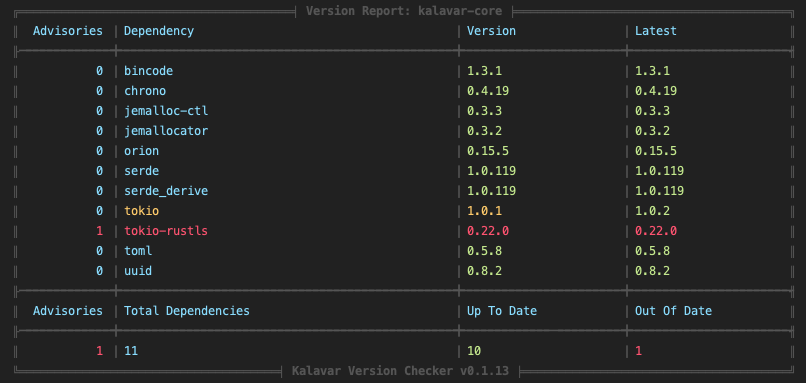 Version Report: kalavar-core
Advisories | Dependency | Version | Latest
0 | bincode | 1.3.1 | 1.3.1
0 | chrono | 0.4.19 | 0.4.19
0 | jemalloc-ctl | 0.3.3 | 0.3.3
0 | jemallocator | 0.3.2 | 0.3.2
0 | orion | 0.15.5 | 0.15.5
0 | serde | 1.0.119 | 1.0.119
0 | serde_derive | 1.0.119 | 1.0.119
0 | tokio | 1.0.1 | 1.0.2
1 | tokio-rustls | 0.22.0 | 0.22.0
0 | toml | 0.5.8 | 0.5.8
0 | uuid | 0.8.2 | 0.8.2
Advisories | Total Dependencies | Up To Date | Out Of Date
1 | 11 | 10 | 1
Kalavar Version Checker v0.1.13